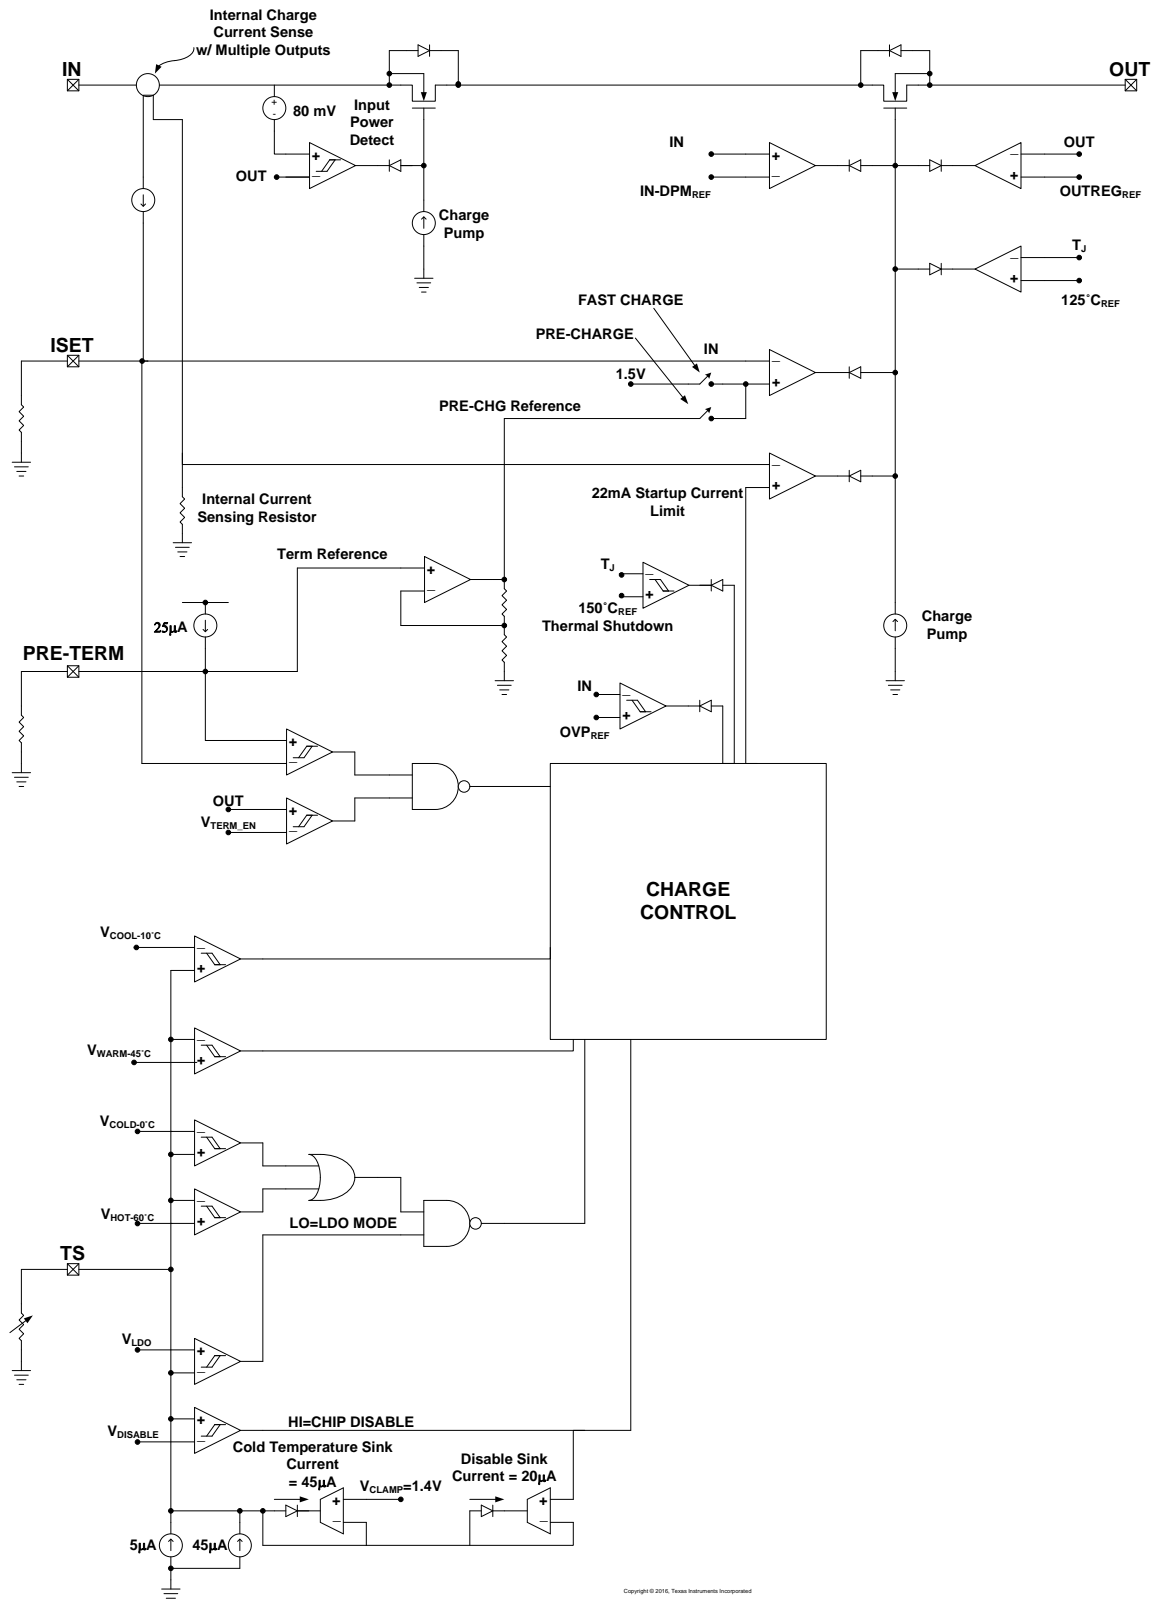 Internal Charge
Current Sense
w/ Multiple Outputs
IN
OUT
+
-
80 mV
Input
Power
Detect
+
−
OUT
Charge
Pump
IN
IN-DPMREF
+
−
−
+
OUT
OUTREGREF
TJ
−
+
125°CREF
FAST CHARGE
PRE-CHARGE
ISET
IN
1.5V
−
+
PRE-CHG Reference
−
+
22mA Startup Current
Limit
Internal Current
Sensing Resistor
Term Reference
+
−
TJ
−
+
150°CREF
Thermal Shutdown
25μA
Charge
Pump
PRE-TERM
IN
−
+
OVPREF
+
−
OUT
+
−
VTERM_EN
CHARGE
CONTROL
VCOOL-10°C
−
+
−
+
VWARM-45°C
VCOLD-0°C
−
+
−
+
VHOT-60°C
LO=LDO MODE
TS
VLDO
+
−
+
−
VDISABLE
HI=CHIP DISABLE
Cold Temperature Sink
Current
= 45μA
Disable Sink
Current = 20μA
VCLAMP=1.4V
+
−
+
−
5μA
45μA
Copyright © 2016, Texas Instruments Incorporated